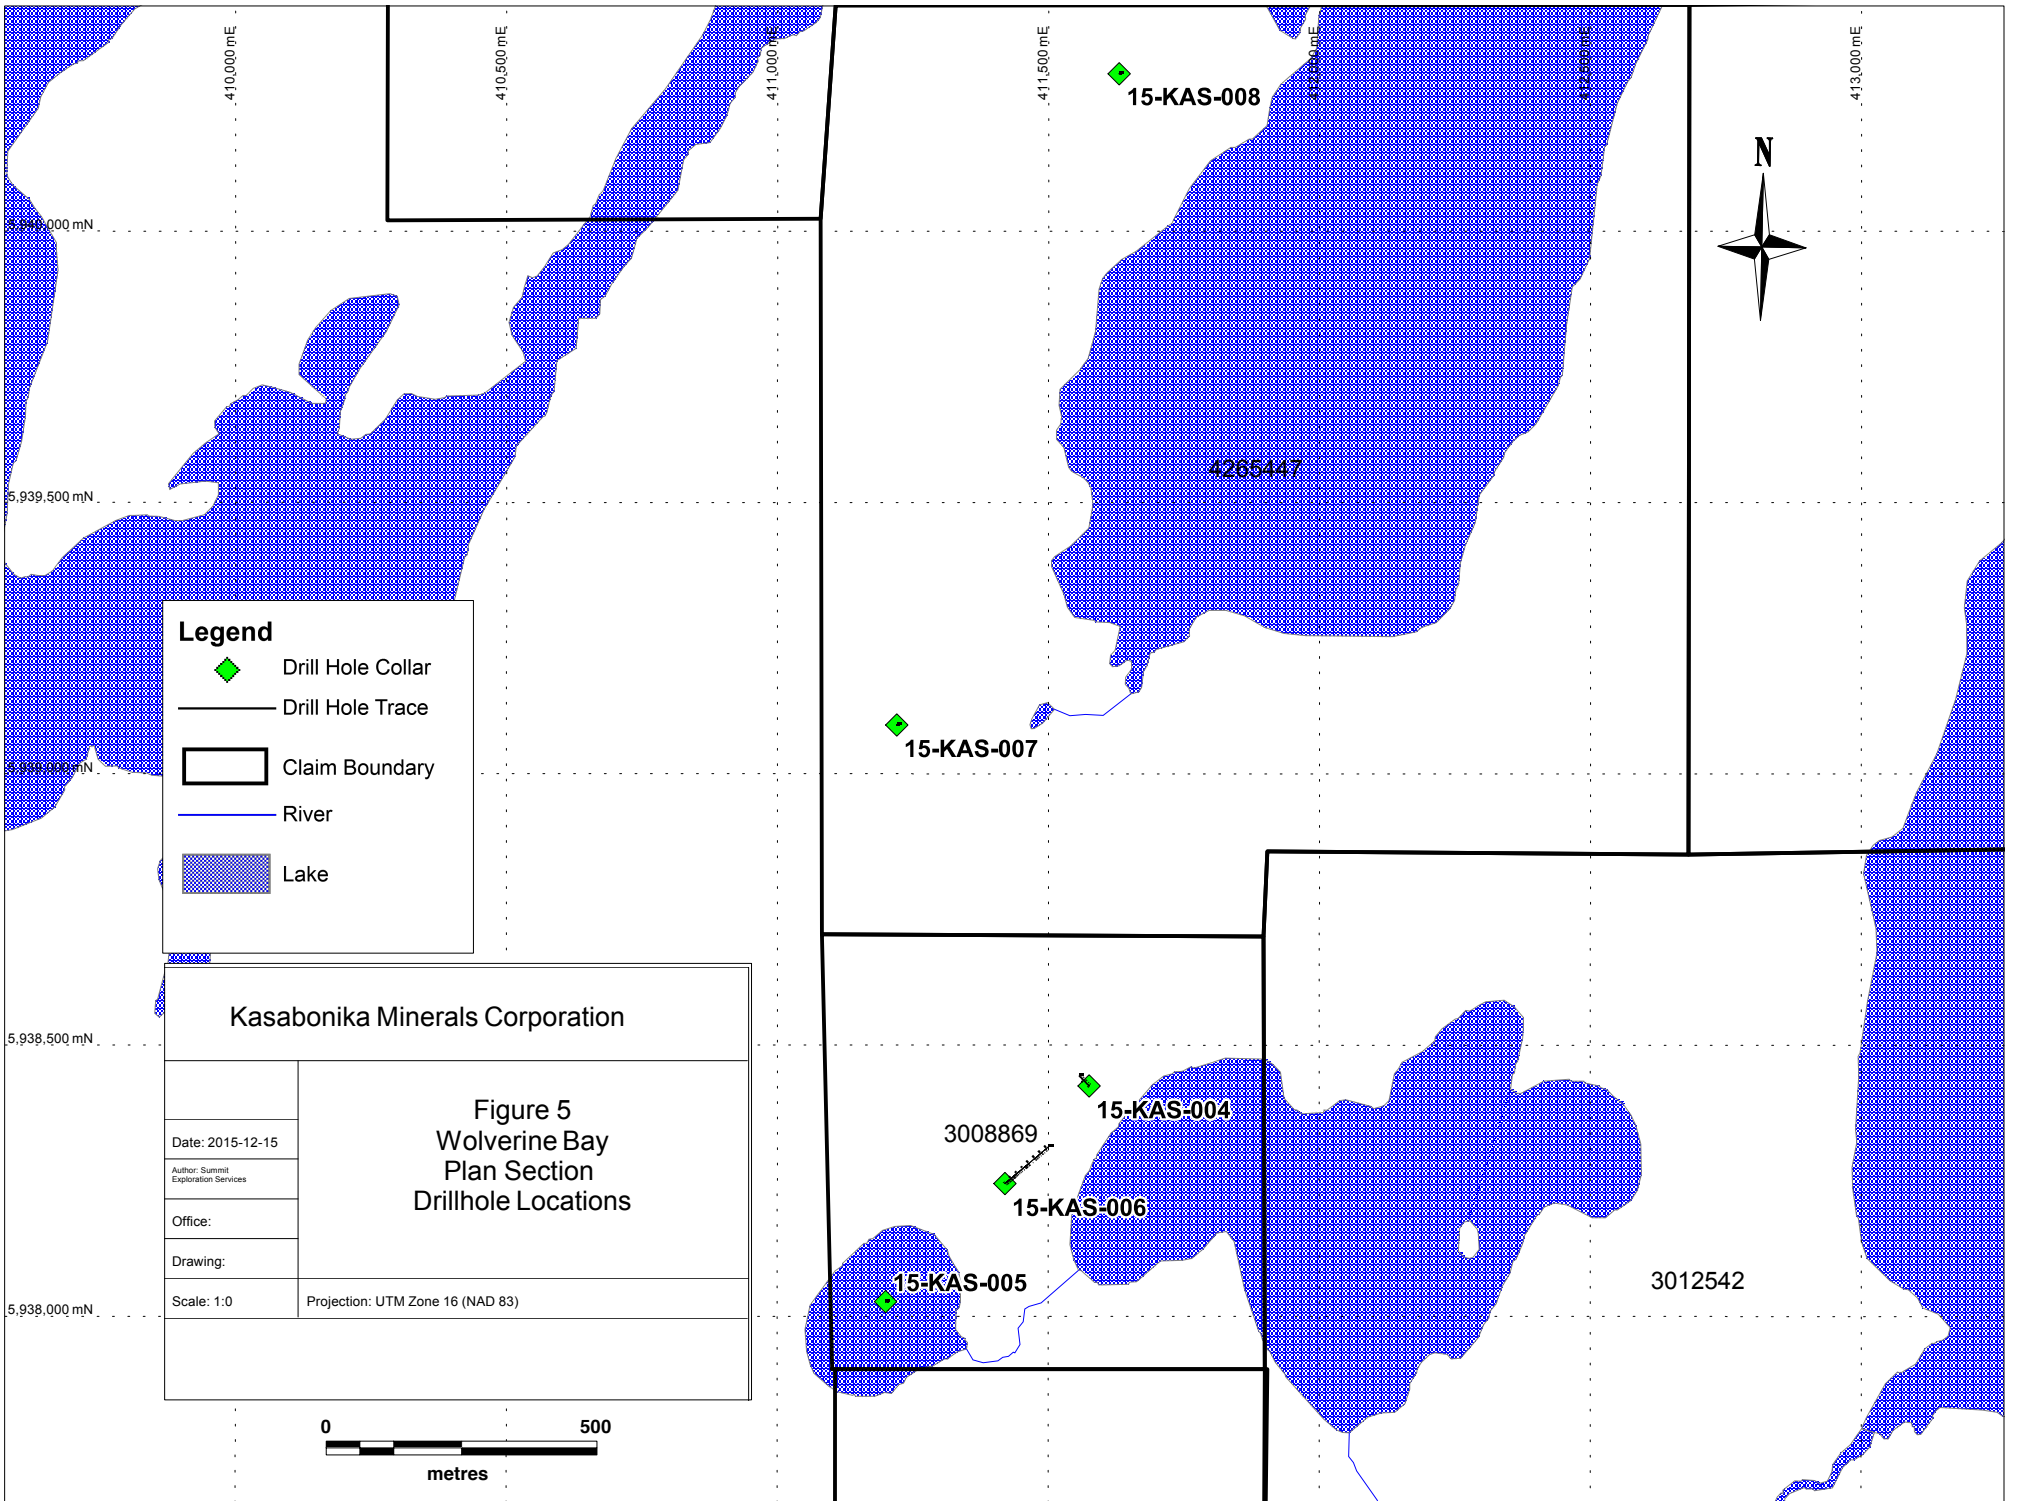 410,000 mE
410,500 mE
411,000 mE
411,500 mE
413,000 mE
15-KAS-008
N
5,939,500 mN
4265447
Legend
Drill Hole Collar
Drill Hole Trace
Claim Boundary
River
Lake
15-KAS-007
5,938,500 mN
Kasabonika Minerals Corporation
Figure 5
Wolverine Bay
Plan Section
Drillhole Locations
Date: 2015-12-15
Author: Summit
Exploration Services
Office:
Drawing:
Scale: 1:0
Projection: UTM Zone 16 (NAD 83)
15-KAS-004
3008869
15-KAS-006
15-KAS-005
3012542
5,938,000 mN
0 500
metres